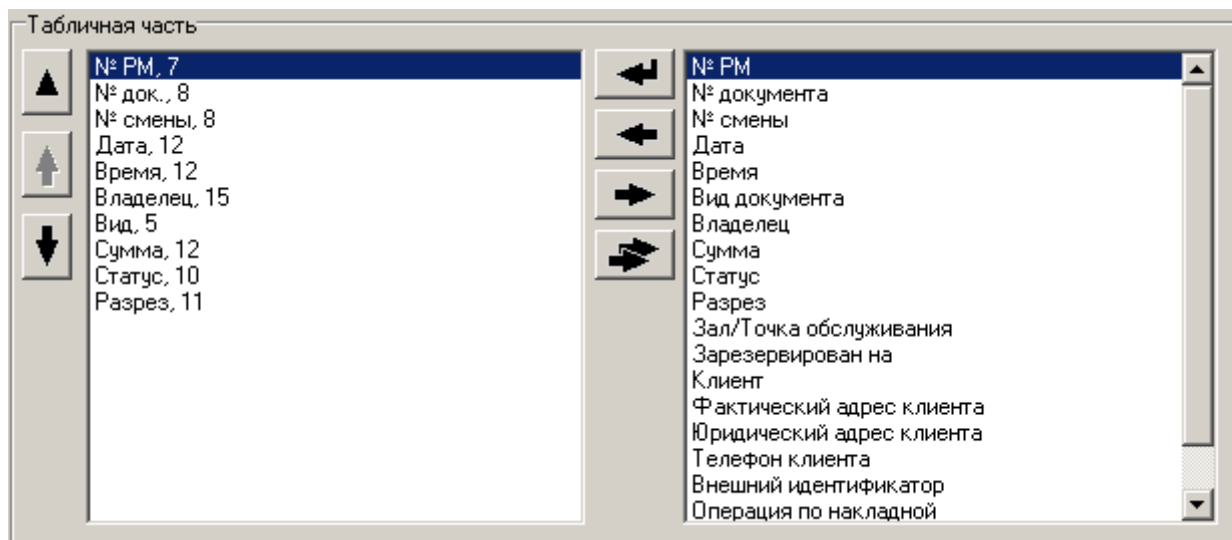 Табличная часть
№ РМ, 7
№ док., 8
№ смены, 8
Дата, 12
Время, 12
Владелец, 15
Вид, 5
Сумма, 12
Статус, 10
Разрез, 11
№ РМ
№ документа
№ смены
Дата
Время
Вид документа
Владелец
Сумма
Статус
Разрез
Зал/Точка обслуживания
Зарезервирован на
Клиент
Фактический адрес клиента
Юридический адрес клиента
Телефон клиента
Внешний идентификатор
Операция по накладной